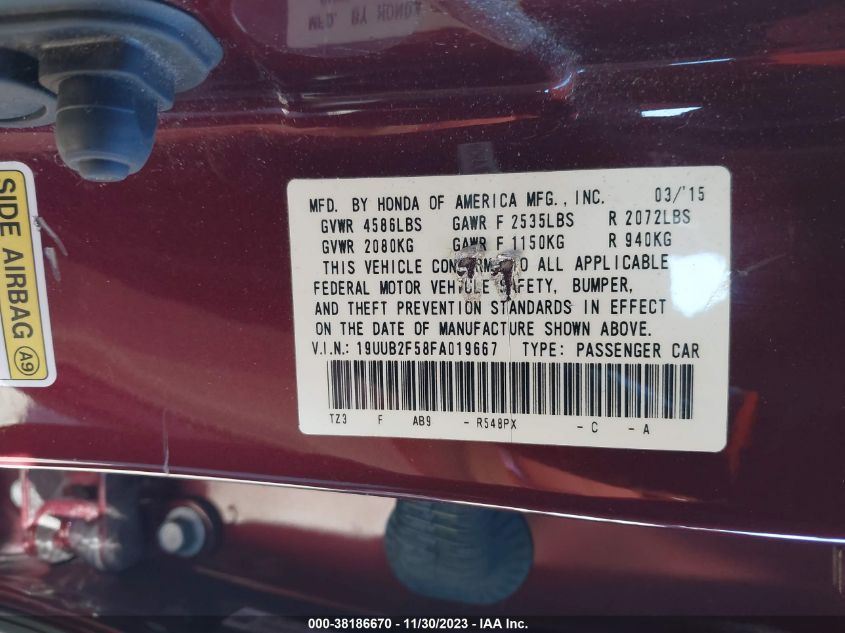 MFD. BY HONDA OF AMERICA MFG., INC. 03/'15
GVWR 4586LBS GAWR F 2535LBS R 2072LBS
GVWR 2080KG GAWR F 1150KG R 940KG
THIS VEHICLE CONFORMS TO ALL APPLICABLE
FEDERAL MOTOR VEHICLE SAFETY, BUMPER,
AND THEFT PREVENTION STANDARDS IN EFFECT
ON THE DATE OF MANUFACTURE SHOWN ABOVE.
V.I.N.: 19UUB2F58FA019667 TYPE: PASSENGER CAR
TZ3 F AB9 - R548PX - C - A
SIDE AIRBAG A9
MFD. BY HONDA
000-38186670 - 11/30/2023 - IAA Inc.